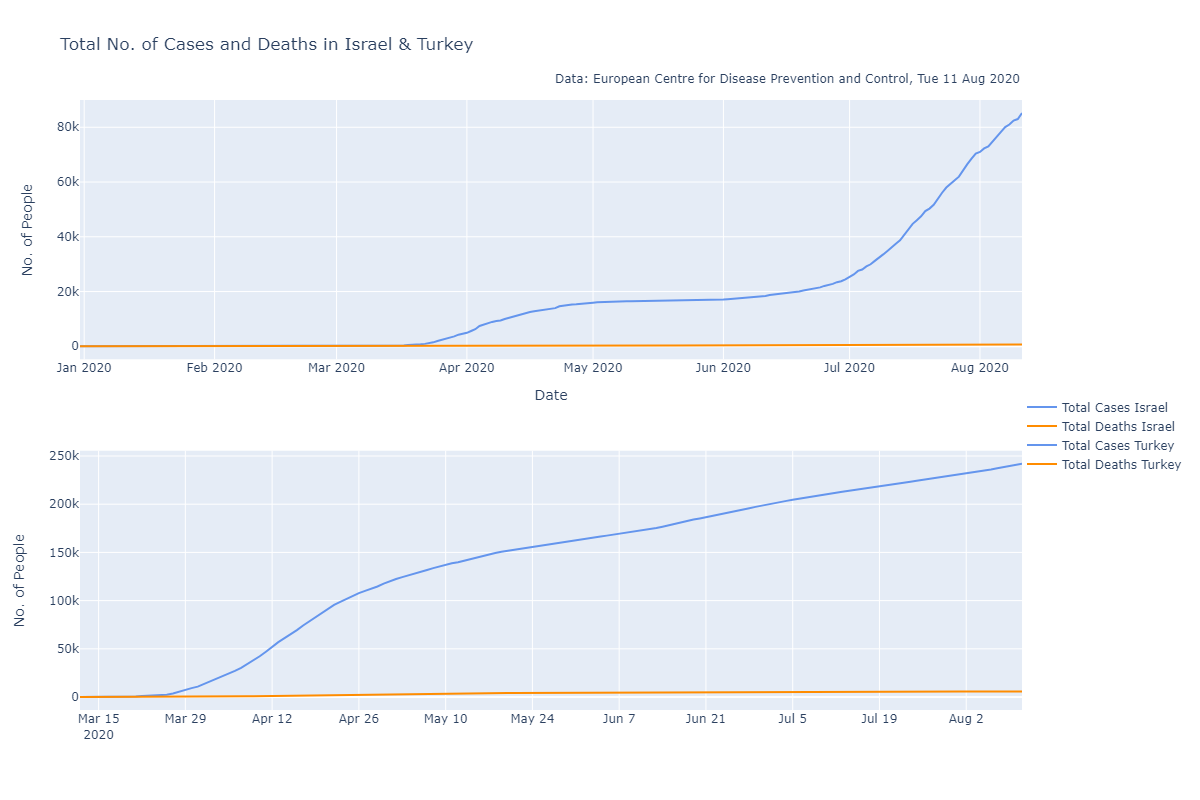 Total No. of Cases and Deaths in Israel & Turkey
Data: European Centre for Disease Prevention and Control, Tue 11 Aug 2020
80k
60k
40k
20k
0
No. of People
Jan 2020 Feb 2020 Mar 2020 Apr 2020 May 2020 Jun 2020 Jul 2020 Aug 2020
Date
Total Cases Israel
Total Deaths Israel
Total Cases Turkey
Total Deaths Turkey
250k
200k
150k
100k
50k
0
No. of People
Mar 15 Mar 29 Apr 12 Apr 26 May 10 May 24 Jun 7 Jun 21 Jul 5 Jul 19 Aug 2
2020